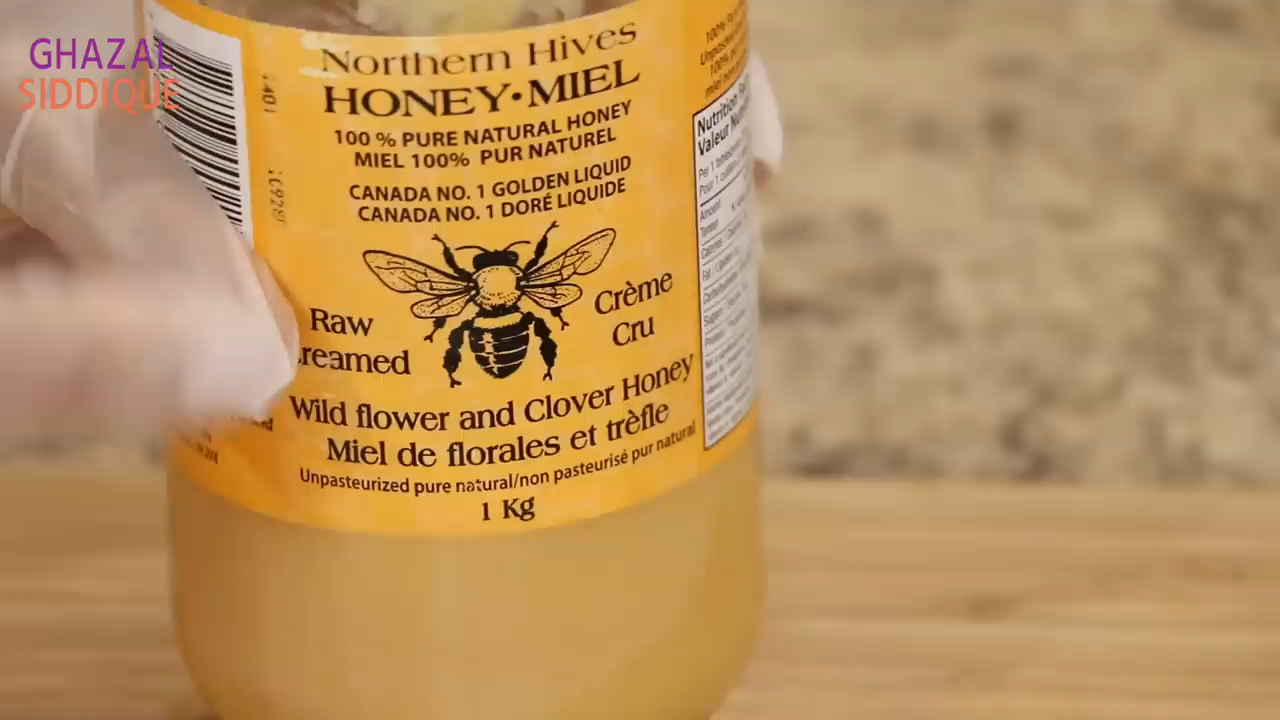 GHAZAL
SIDDIQUE
Northern Hives
HONEY•MIEL
100 % PURE NATURAL HONEY
MIEL 100% PUR NATUREL
CANADA NO. 1 GOLDEN LIQUID
CANADA NO. 1 DORÉ LIQUIDE
Raw
reamed
Crème
Cru
Wild flower and Clover Honey
Miel de florales et trèfle
Unpasteurized pure natural/non pasteurisé pur natural
1 Kg
Nutrition
Valeur